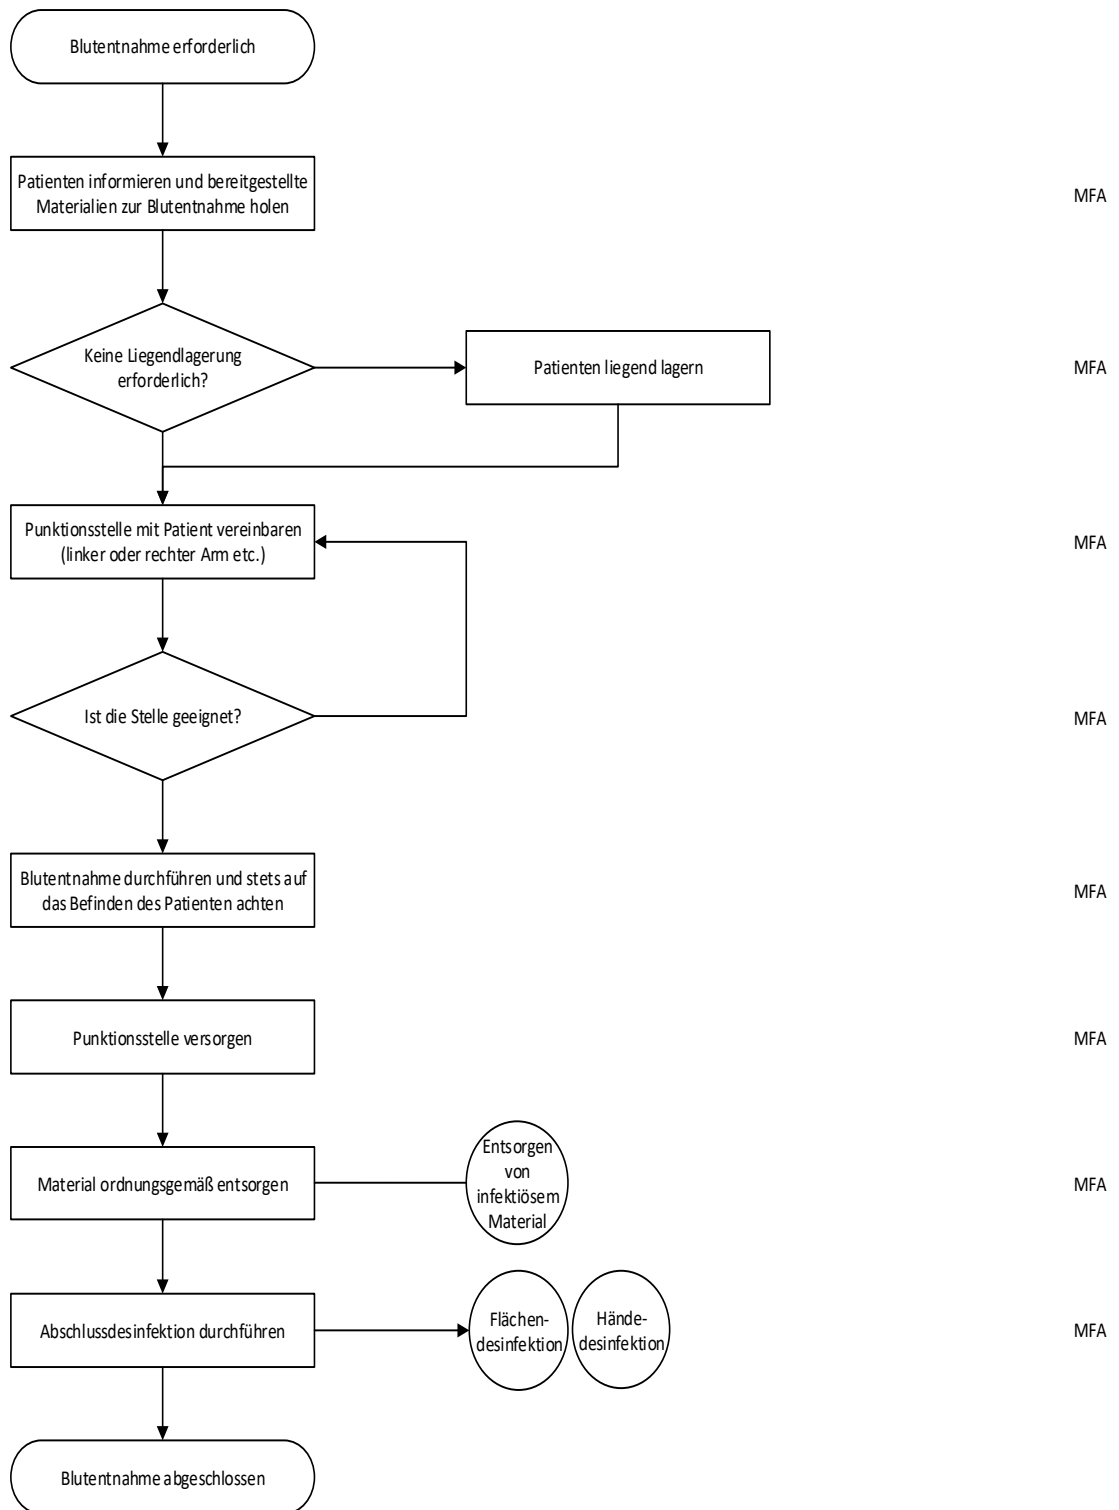 Blutentnahme erforderlich
Patienten informieren und bereitgestellte
Materialien zur Blutentnahme holen
MFA
Keine Liegendlagerung
erforderlich?
Patienten liegend lagern
MFA
Punktionsstelle mit Patient vereinbaren
(linker oder rechter Arm etc.)
MFA
Ist die Stelle geeignet?
MFA
Blutentnahme durchführen und stets auf
das Befinden des Patienten achten
MFA
Punktionsstelle versorgen
MFA
Material ordnungsgemäß entsorgen
Entsorgen
von
infektiösem
Material
MFA
Abschlussdesinfektion durchführen
Flächen-
desinfektion
Hände-
desinfektion
MFA
Blutentnahme abgeschlossen